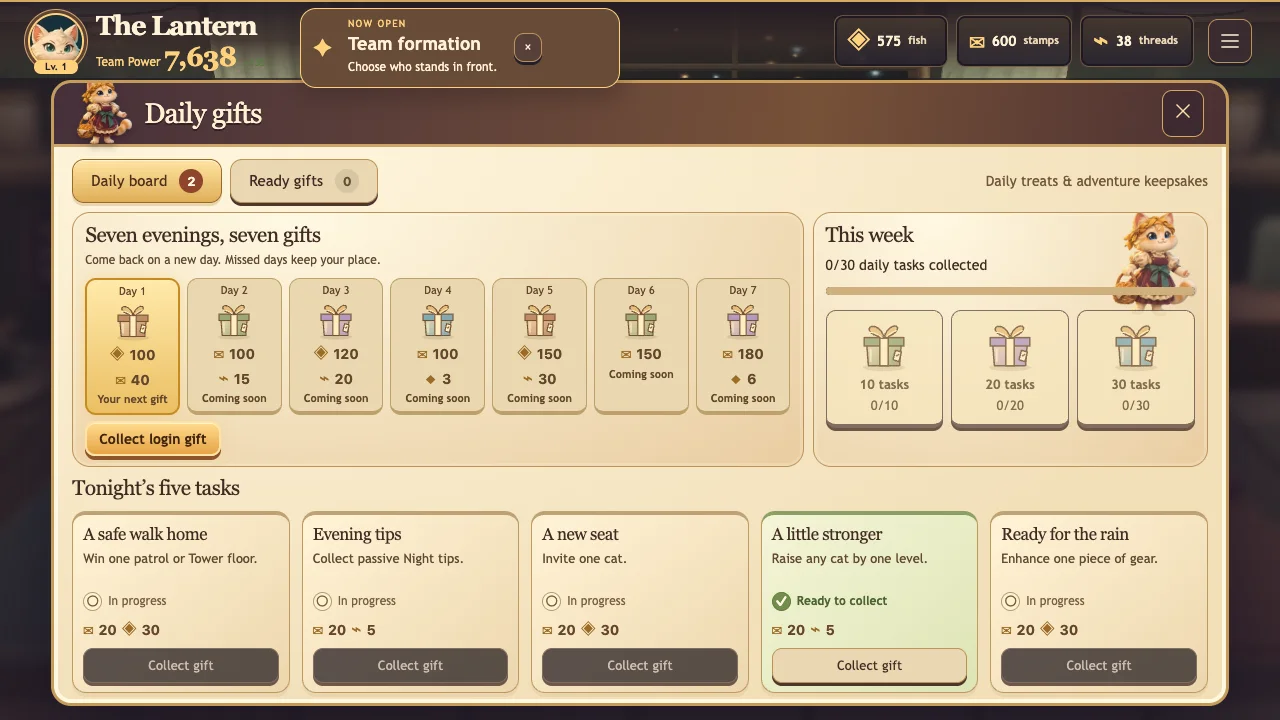 The Lantern
Team Power 7,638
Lv. 1
NOW OPEN
Team formation
Choose who stands in front.
×
575 fish
600 stamps
38 threads
Daily gifts
Daily board 2
Ready gifts 0
Daily treats & adventure keepsakes
Seven evenings, seven gifts
Come back on a new day. Missed days keep your place.
Day 1
100
40
Your next gift
Day 2
100
15
Coming soon
Day 3
120
20
Coming soon
Day 4
100
3
Coming soon
Day 5
150
30
Coming soon
Day 6
150
Coming soon
Day 7
180
6
Coming soon
Collect login gift
This week
0/30 daily tasks collected
10 tasks
0/10
20 tasks
0/20
30 tasks
0/30
Tonight's five tasks
A safe walk home
Win one patrol or Tower floor.
In progress
20 30
Collect gift
Evening tips
Collect passive Night tips.
In progress
20 5
Collect gift
A new seat
Invite one cat.
In progress
20 30
Collect gift
A little stronger
Raise any cat by one level.
Ready to collect
20 5
Collect gift
Ready for the rain
Enhance one piece of gear.
In progress
20 30
Collect gift